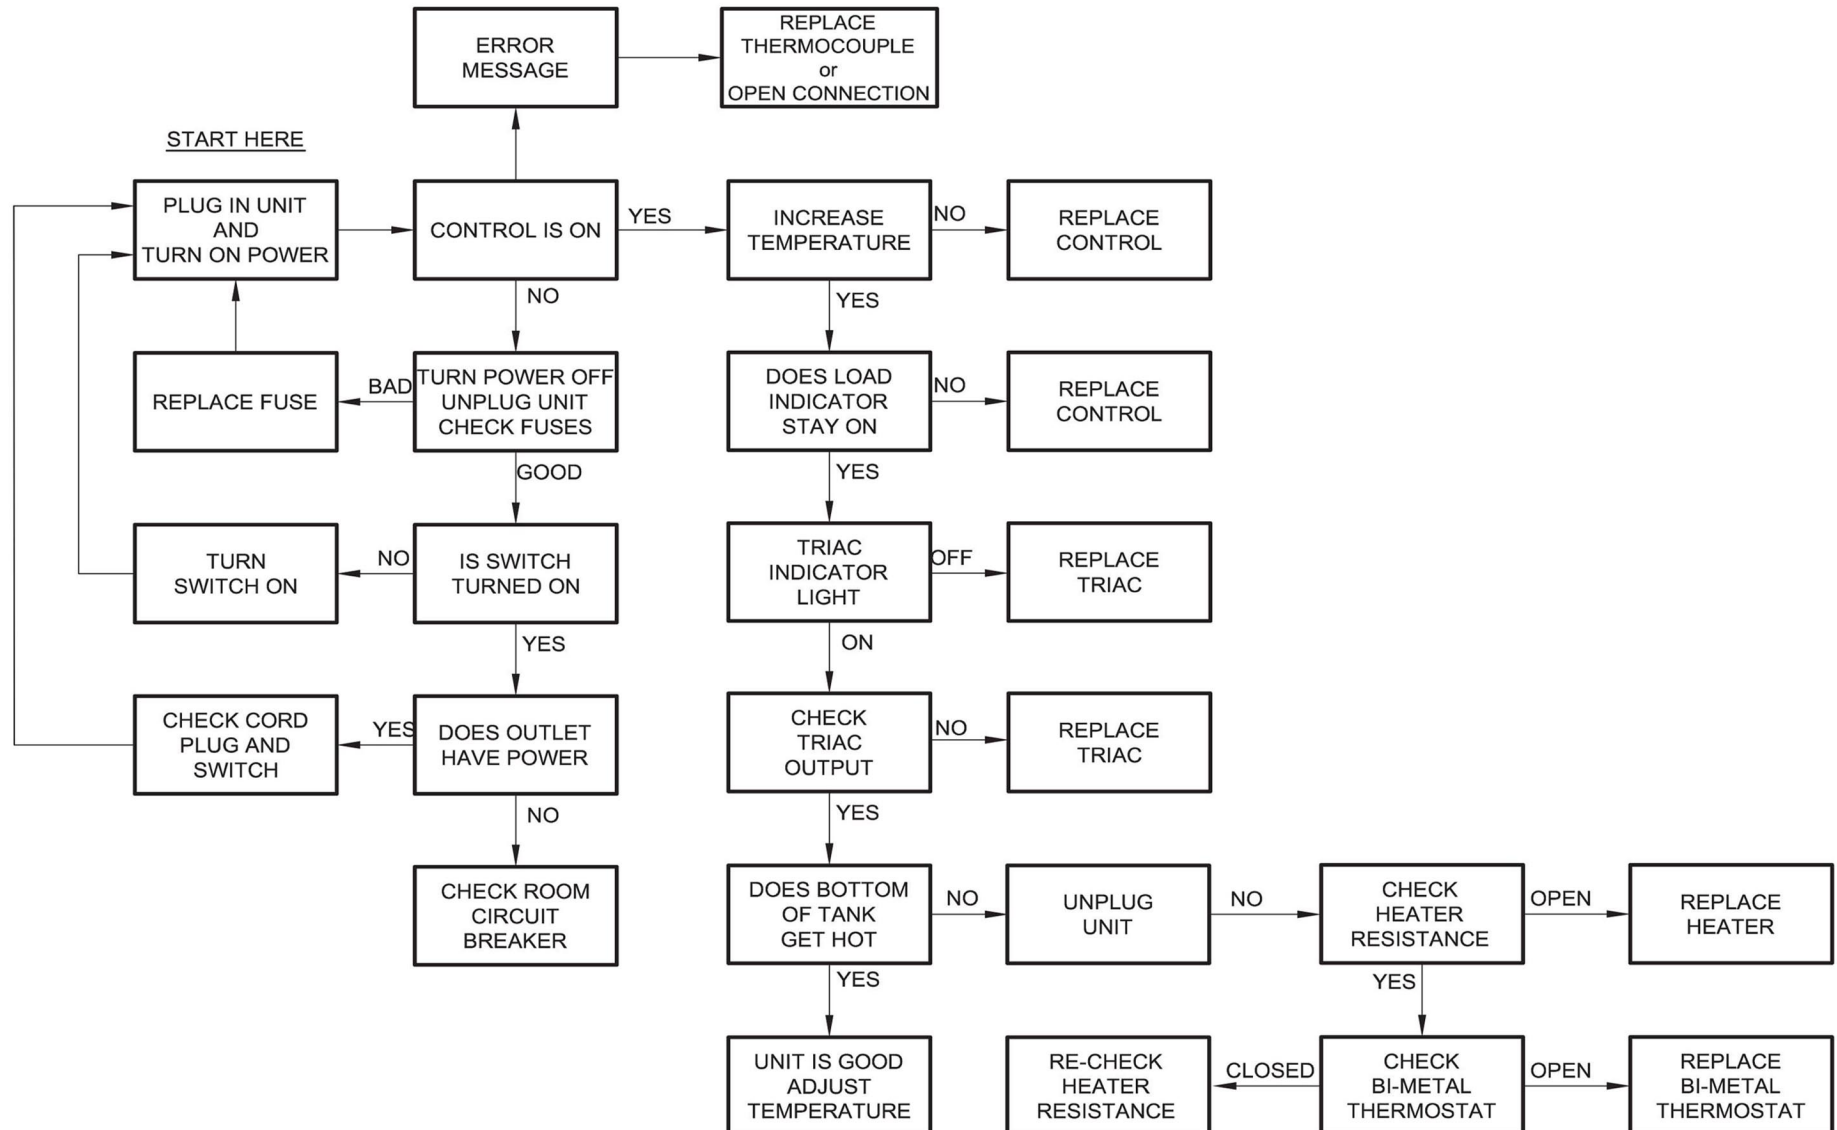 ERROR
MESSAGE
REPLACE
THERMOCOUPLE
or
OPEN CONNECTION
START HERE
PLUG IN UNIT
AND
TURN ON POWER
CONTROL IS ON
YES
INCREASE
TEMPERATURE
NO
REPLACE
CONTROL
NO
YES
REPLACE FUSE
BAD
TURN POWER OFF
UNPLUG UNIT
CHECK FUSES
DOES LOAD
INDICATOR
STAY ON
NO
REPLACE
CONTROL
GOOD
YES
TURN
SWITCH ON
NO
IS SWITCH
TURNED ON
TRIAC
INDICATOR
LIGHT
OFF
REPLACE
TRIAC
YES
ON
CHECK CORD
PLUG AND
SWITCH
YES
DOES OUTLET
HAVE POWER
CHECK
TRIAC
OUTPUT
NO
REPLACE
TRIAC
NO
YES
CHECK ROOM
CIRCUIT
BREAKER
DOES BOTTOM
OF TANK
GET HOT
NO
UNPLUG
UNIT
NO
CHECK
HEATER
RESISTANCE
OPEN
REPLACE
HEATER
YES
YES
UNIT IS GOOD
ADJUST
TEMPERATURE
RE-CHECK
HEATER
RESISTANCE
CLOSED
CHECK
BI-METAL
THERMOSTAT
OPEN
REPLACE
BI-METAL
THERMOSTAT